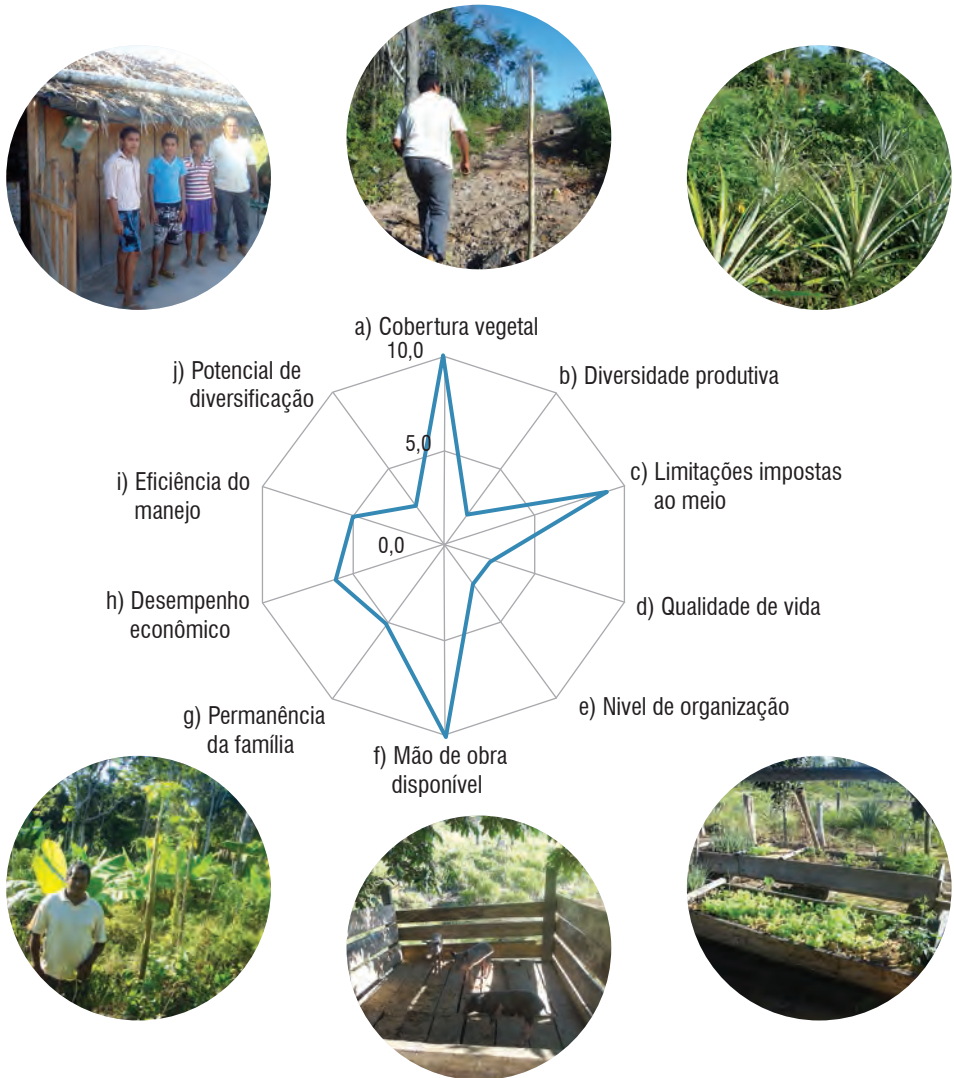 a) Cobertura vegetal
10,0
j) Potencial de
diversificação
b) Diversidade produtiva
5,0
i) Eficiência do
manejo
c) Limitações impostas
ao meio
0,0
h) Desempenho
econômico
d) Qualidade de vida
g) Permanência
da família
e) Nivel de organização
f) Mão de obra
disponível